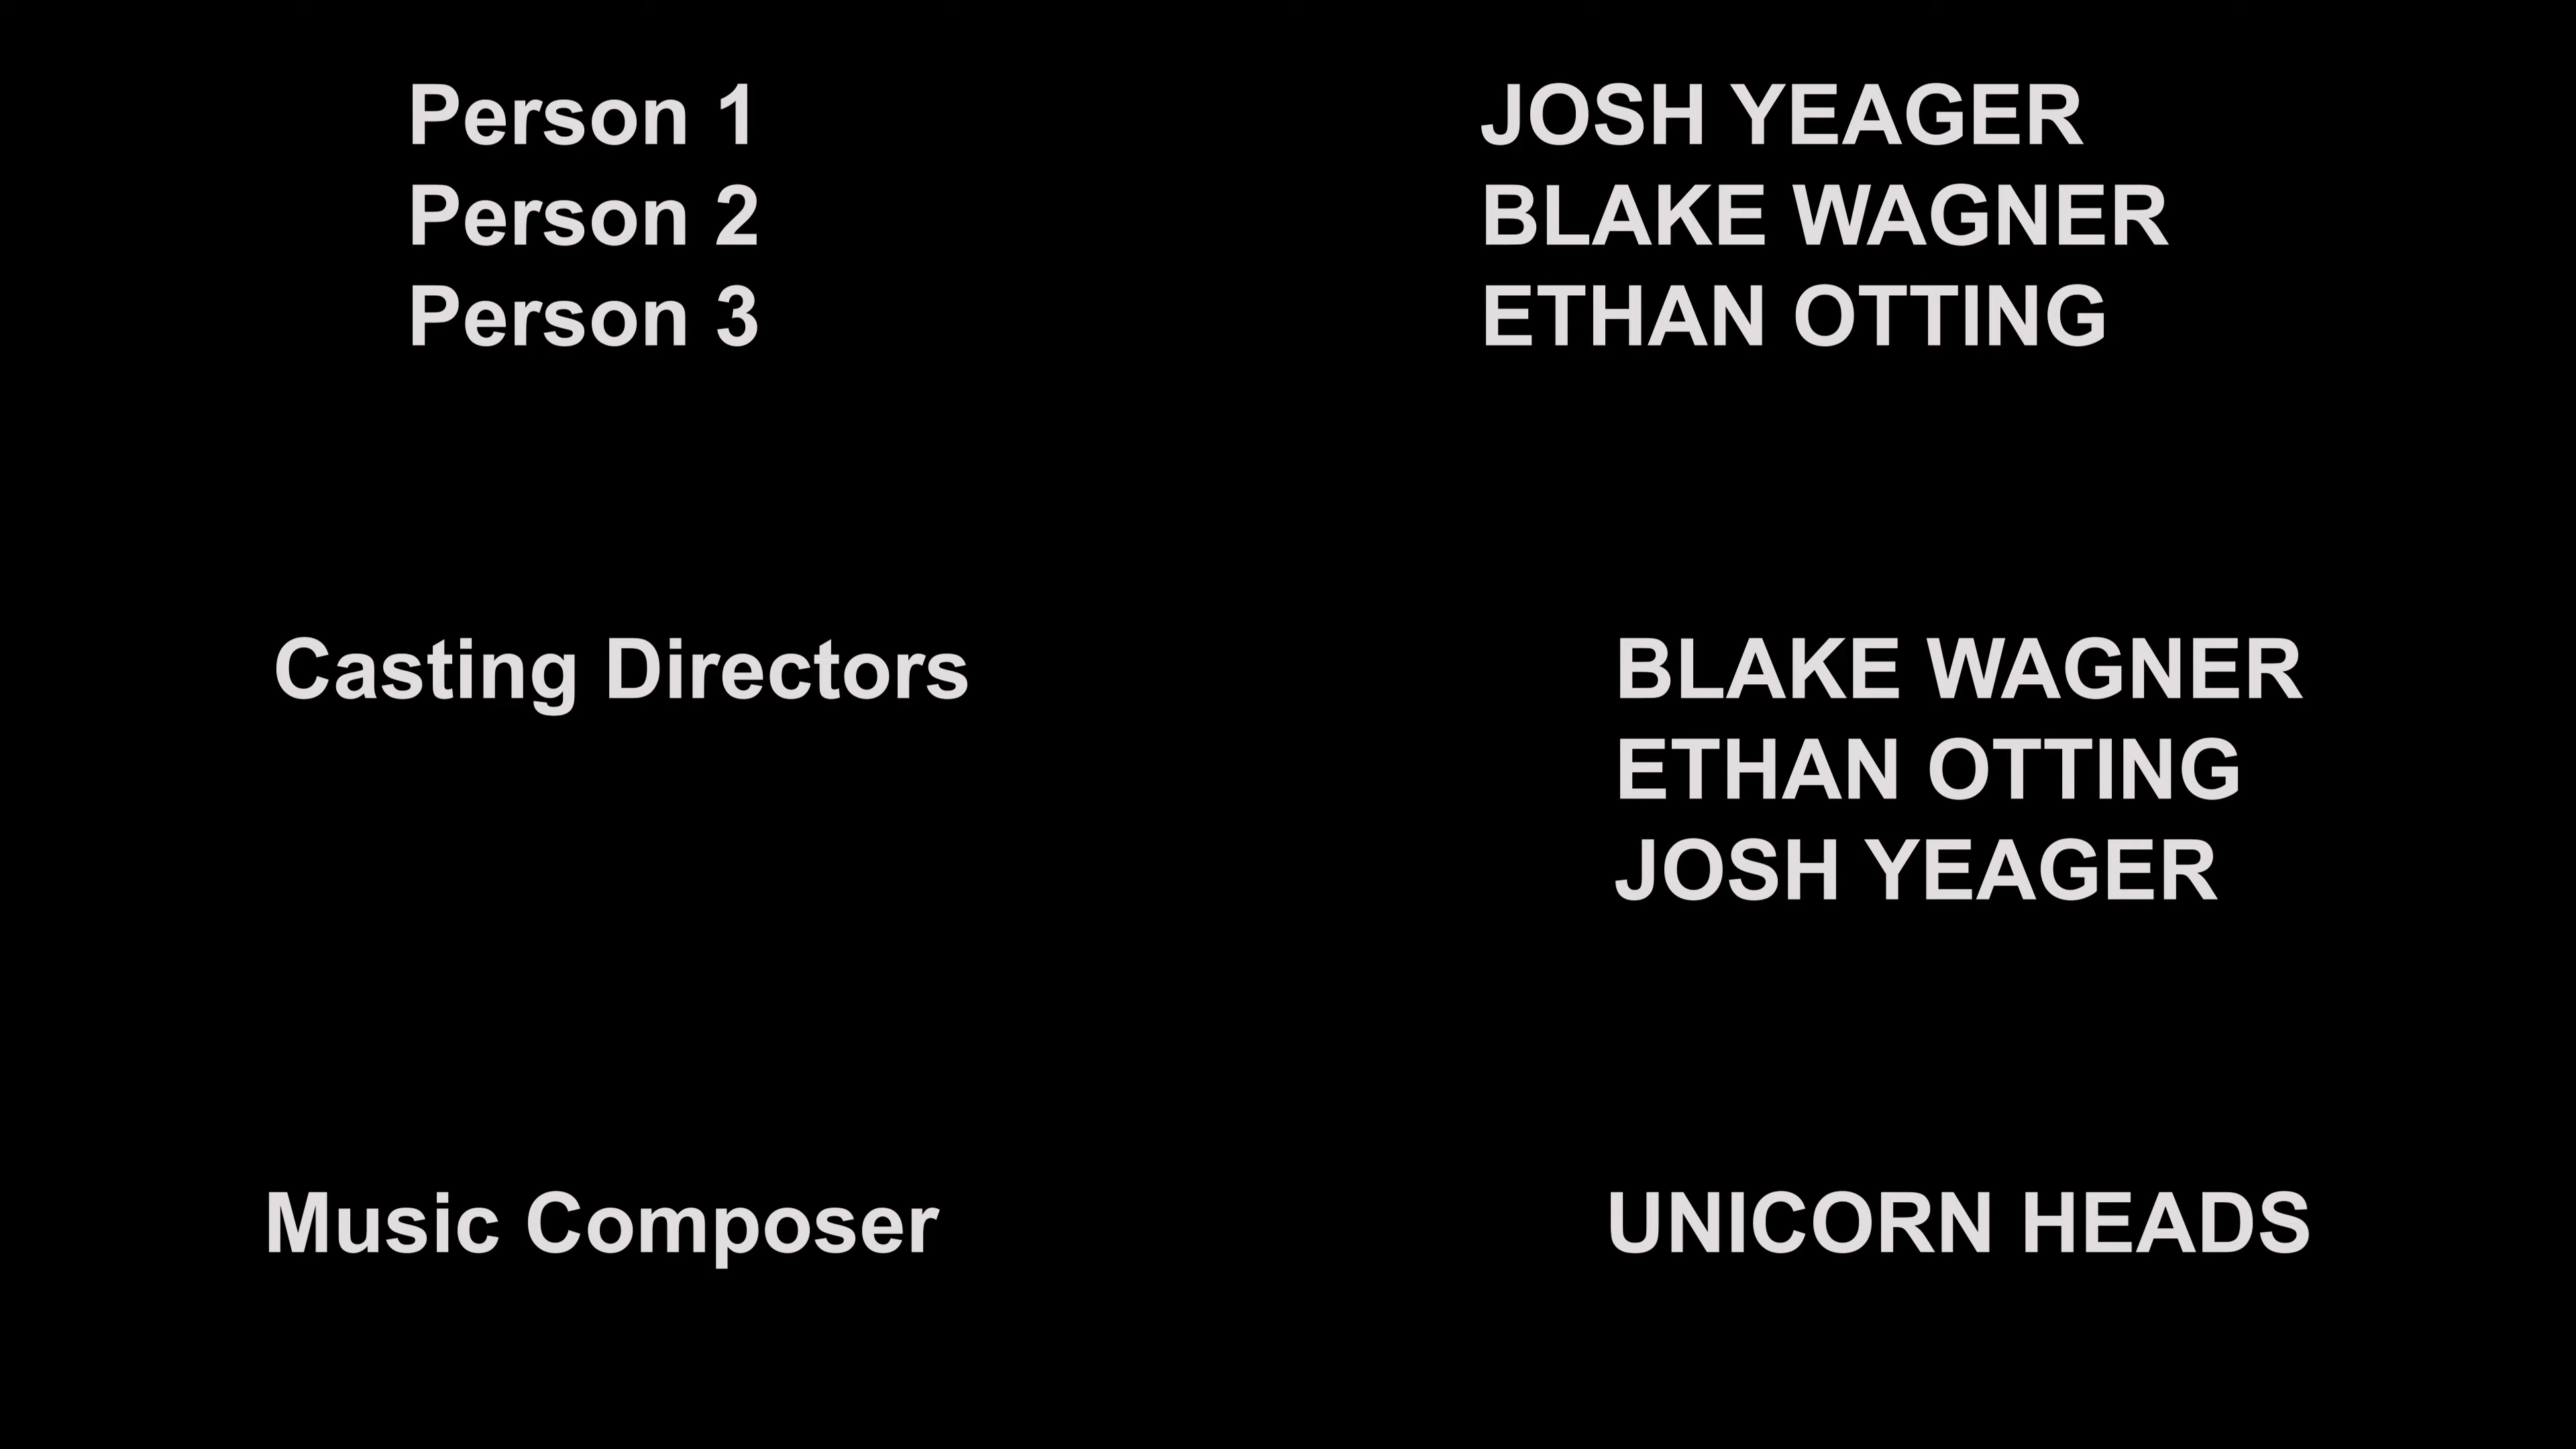 Person 1 JOSH YEAGER
Person 2 BLAKE WAGNER
Person 3 ETHAN OTTING
Casting Directors BLAKE WAGNER
ETHAN OTTING
JOSH YEAGER
Music Composer UNICORN HEADS